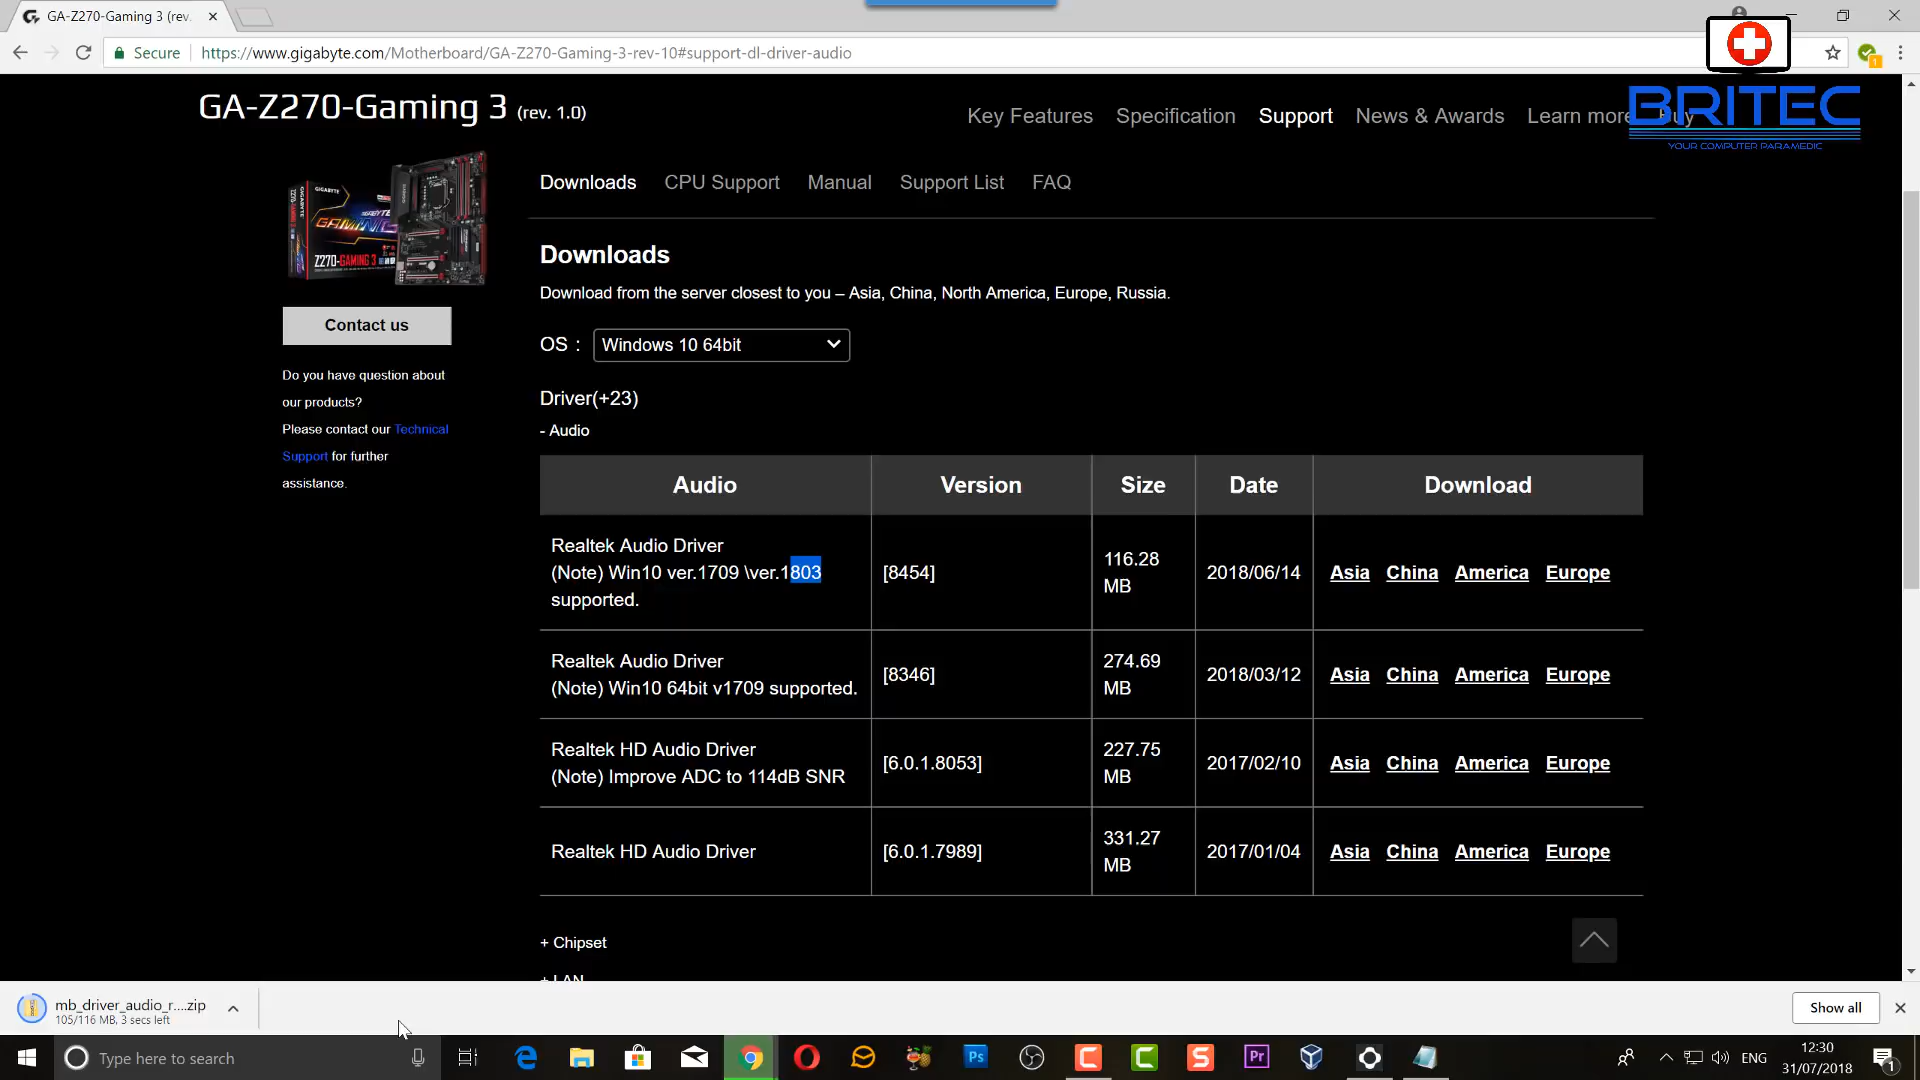 GA-Z270-Gaming 3 (rev.
Secure
https://www.gigabyte.com/Motherboard/GA-Z270-Gaming-3-rev-10#support-dl-driver-audio
GA-Z270-Gaming 3 (rev. 1.0)
Key Features Specification Support News & Awards Learn more Buy
BRITEC
YOUR COMPUTER PARAMEDIC
Downloads CPU Support Manual Support List FAQ
GIGABYTE
GAMING
Z270-GAMING 3
Contact us
Do you have question about
our products?
Please contact our Technical
Support for further
assistance.
Downloads
Download from the server closest to you – Asia, China, North America, Europe, Russia.
OS : Windows 10 64bit
Driver(+23)
- Audio
Audio Version Size Date Download
Realtek Audio Driver
(Note) Win10 ver.1709 \ver.1803
supported.
[8454]
116.28
MB
2018/06/14
Asia China America Europe
Realtek Audio Driver
(Note) Win10 64bit v1709 supported.
[8346]
274.69
MB
2018/03/12
Asia China America Europe
Realtek HD Audio Driver
(Note) Improve ADC to 114dB SNR
[6.0.1.8053]
227.75
MB
2017/02/10
Asia China America Europe
Realtek HD Audio Driver
[6.0.1.7989]
331.27
MB
2017/01/04
Asia China America Europe
+ Chipset
+ LAN
mb_driver_audio_r....zip
105/116 MB, 3 secs left
Show all
Type here to search
Ps
Pr
ENG
12:30
31/07/2018
1